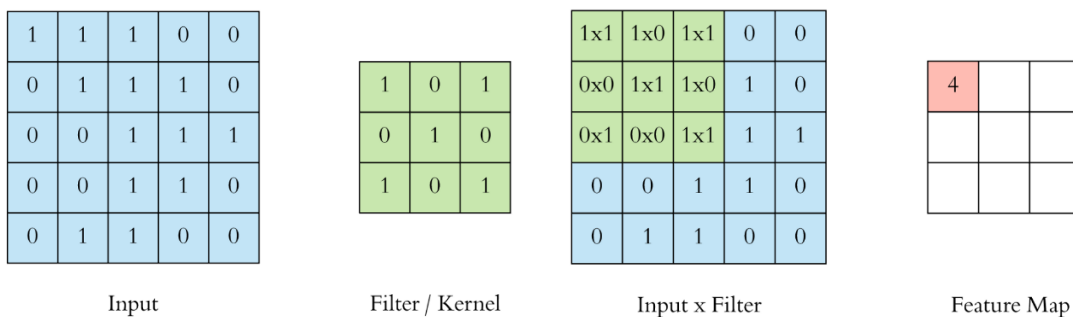 1 1 1 0 0
0 1 1 1 0
0 0 1 1 1
0 0 1 1 0
0 1 1 0 0
Input
1 0 1
0 1 0
1 0 1
Filter / Kernel
1x1 1x0 1x1 0 0
0x0 1x1 1x0 1 0
0x1 0x0 1x1 1 1
0 0 1 1 0
0 1 1 0 0
Input x Filter
4
Feature Map